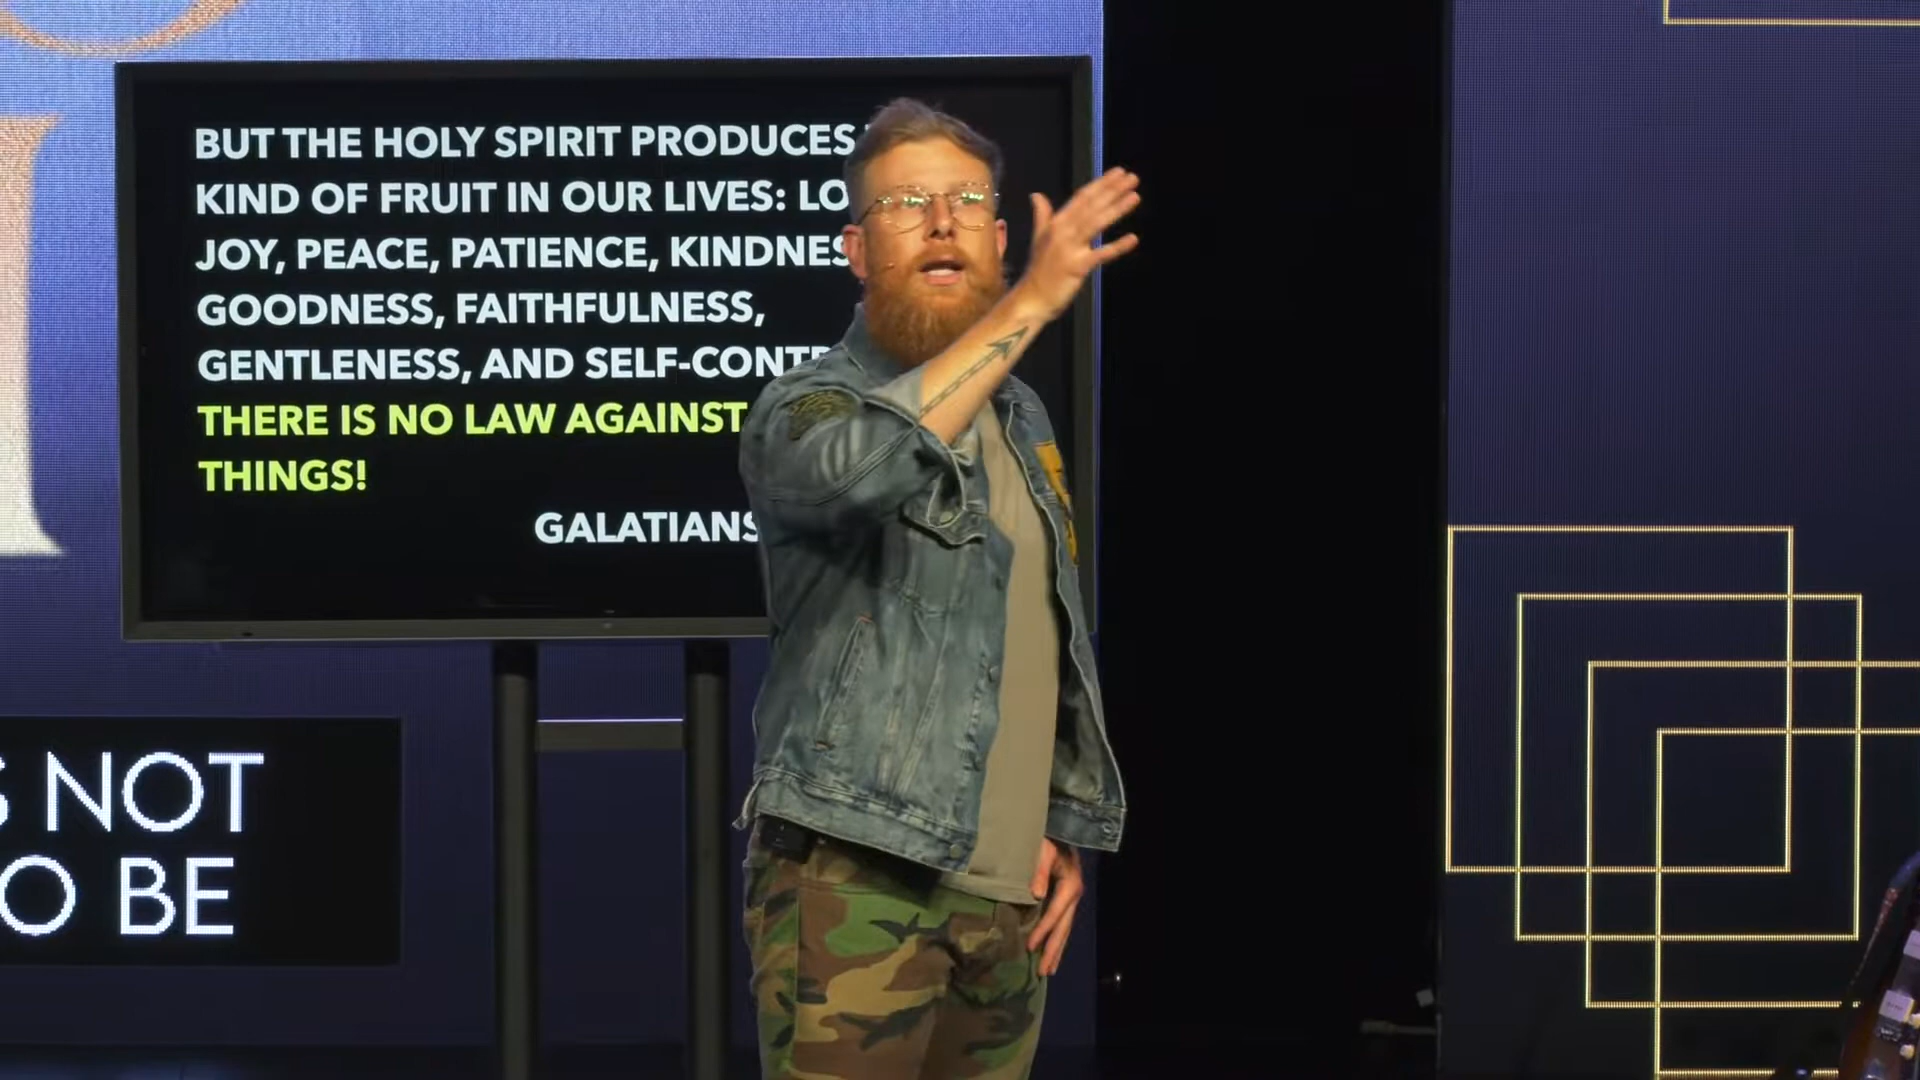 BUT THE HOLY SPIRIT PRODUCES
KIND OF FRUIT IN OUR LIVES: LO
JOY, PEACE, PATIENCE, KINDNES
GOODNESS, FAITHFULNESS,
GENTLENESS, AND SELF-CONT
THERE IS NO LAW AGAINST
THINGS!
GALATIANS
S NOT
O BE